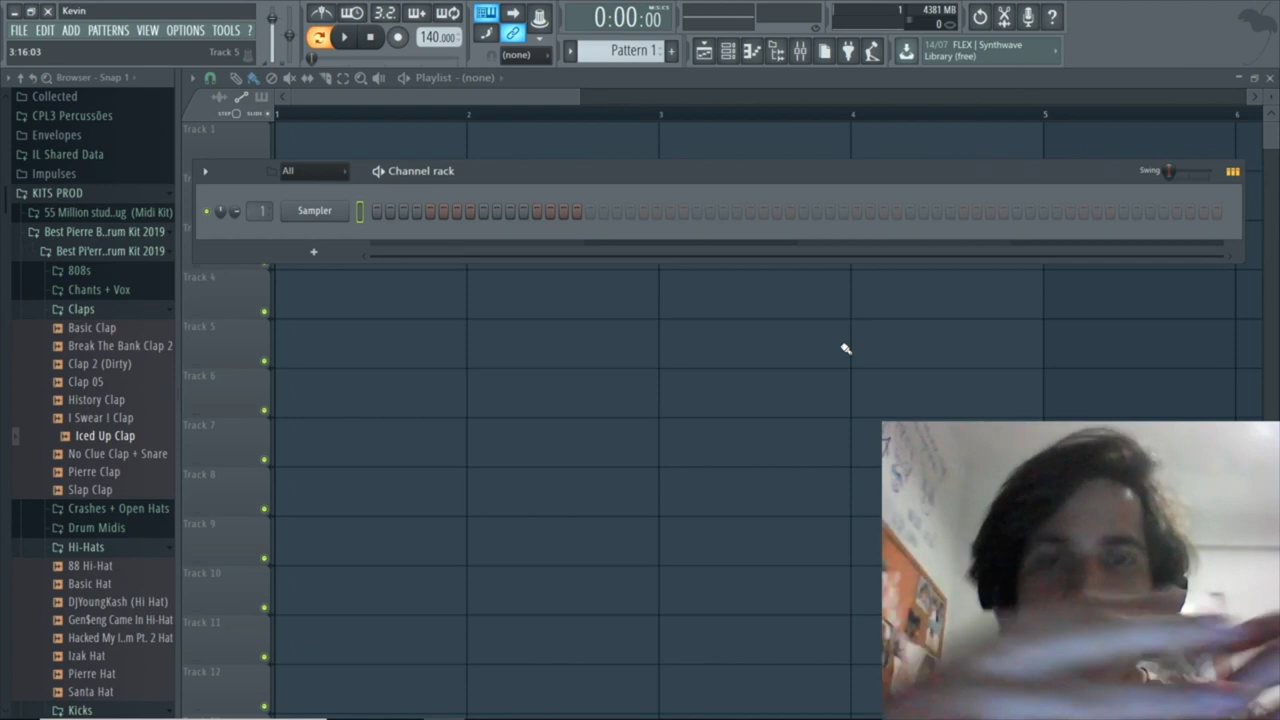 Kevin
FILE EDIT ADD PATTERNS VIEW OPTIONS TOOLS ?
3:16:03
Track 5
3.2
140.000
(none)
0:00:00
M:S:CS
Pattern 1
+
1
4381 MB
0
14/07 FLEX | Synthwave
Library (free)
Browser - Snap 1
Playlist - (none)
STEP
SLIDE
1 2 3 4 5 6
Collected
CPL3 Percussões
Envelopes
IL Shared Data
Impulses
KITS PROD
55 Million stud...ug (Midi Kit)
Best Pierre B...rum Kit 2019
Best Pi'err...rum Kit 2019
808s
Chants + Vox
Claps
Basic Clap
Break The Bank Clap 2
Clap 2 (Dirty)
Clap 05
History Clap
I Swear I Clap
Iced Up Clap
No Clue Clap + Snare
Pierre Clap
Slap Clap
Crashes + Open Hats
Drum Midis
Hi-Hats
88 Hi-Hat
Basic Hat
DJYoungKash (Hi Hat)
Gen$eng Came In Hi-Hat
Hacked My I...m Pt. 2 Hat
Izak Hat
Pierre Hat
Santa Hat
Kicks
Track 1
All
Channel rack
Swing
1
Sampler
+
Track 4
Track 5
Track 6
Track 7
Track 8
Track 9
Track 10
Track 11
Track 12